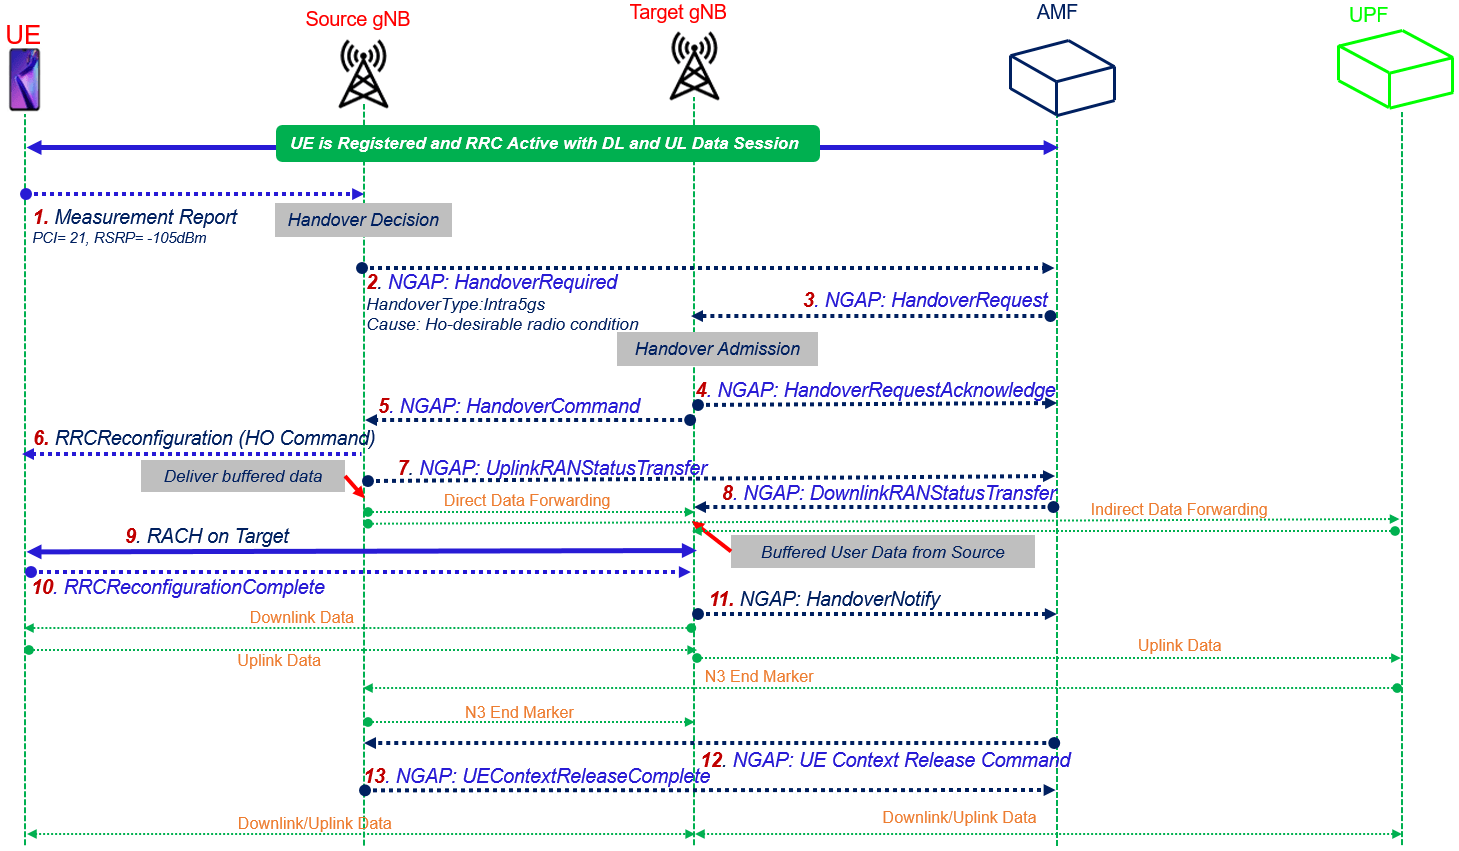 UE
Source gNB
Target gNB
AMF
UPF
UE is Registered and RRC Active with DL and UL Data Session
1. Measurement Report
PCI= 21, RSRP= -105dBm
Handover Decision
2. NGAP: HandoverRequired
HandoverType:Intra5gs
Cause: Ho-desirable radio condition
3. NGAP: HandoverRequest
Handover Admission
4. NGAP: HandoverRequestAcknowledge
5. NGAP: HandoverCommand
6. RRCReconfiguration (HO Command)
Deliver buffered data
7. NGAP: UplinkRANStatusTransfer
8. NGAP: DownlinkRANStatusTransfer
Direct Data Forwarding
Indirect Data Forwarding
9. RACH on Target
Buffered User Data from Source
10. RRCReconfigurationComplete
11. NGAP: HandoverNotify
Downlink Data
Uplink Data
Uplink Data
N3 End Marker
N3 End Marker
12. NGAP: UE Context Release Command
13. NGAP: UEContextReleaseComplete
Downlink/Uplink Data
Downlink/Uplink Data